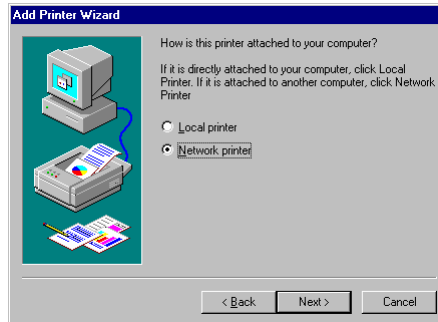 Add Printer Wizard
How is this printer attached to your computer?
If it is directly attached to your computer, click Local
Printer. If it is attached to another computer, click Network
Printer
Local printer
Network printer
< Back
Next >
Cancel